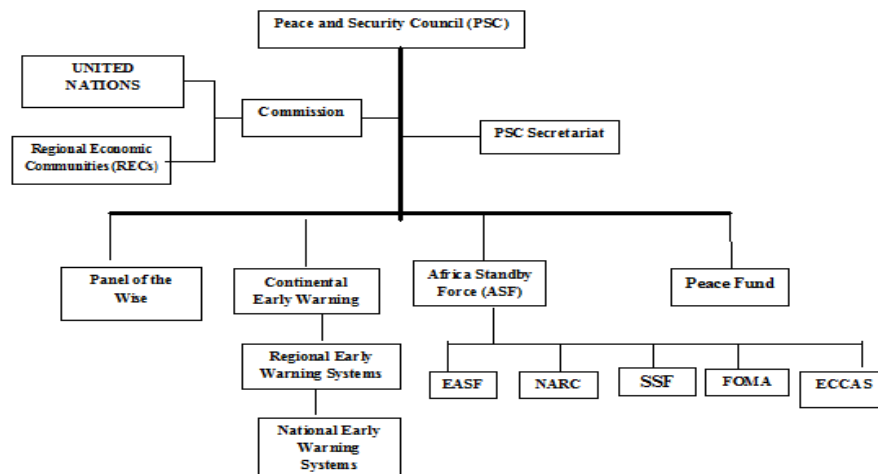 Peace and Security Council (PSC)
UNITED
NATIONS
Commission
PSC Secretariat
Regional Economic
Communities (RECs)
Panel of the
Wise
Continental
Early Warning
Africa Standby
Force (ASF)
Peace Fund
Regional Early
Warning Systems
EASF
NARC
SSF
FOMA
ECCAS
National Early
Warning
Systems